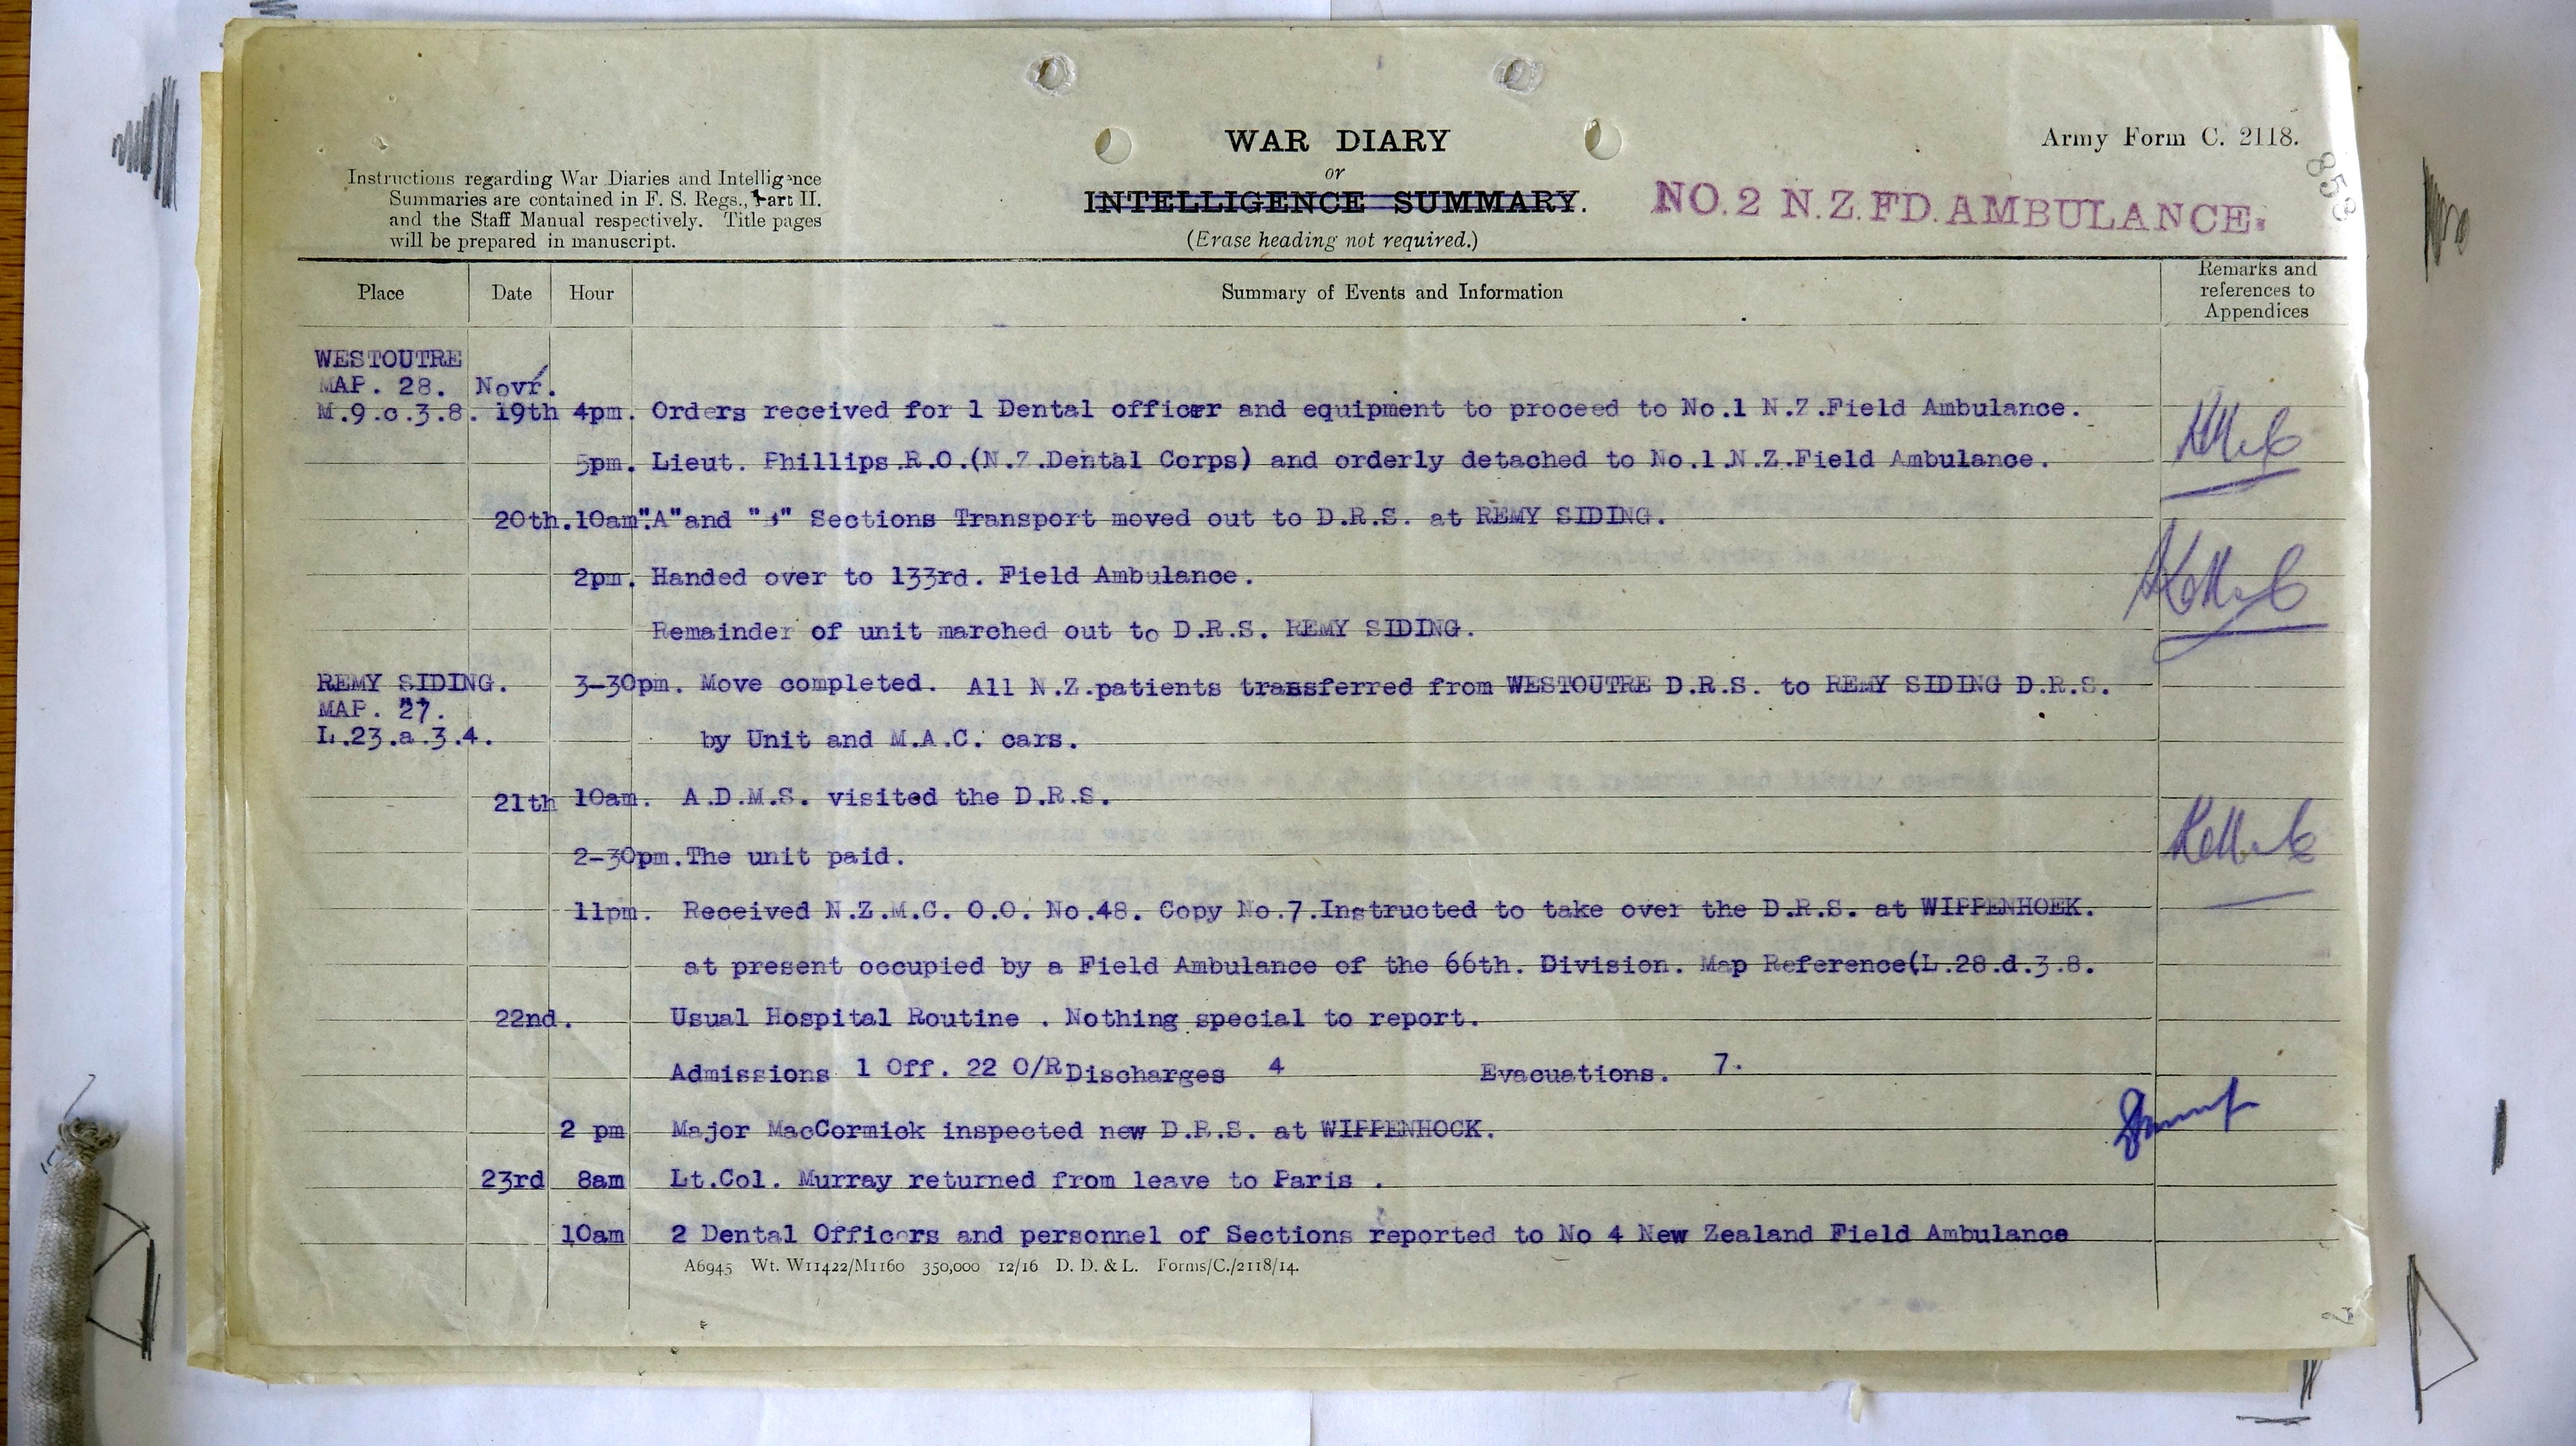 WAR DIARY
or
INTELLIGENCE SUMMARY.
(Erase heading not required.)
Army Form C. 2118.
853
NO.2 N.Z.FD.AMBULANCE.
Instructions regarding War Diaries and Intelligence
Summaries are contained in F. S. Regs., Part II.
and the Staff Manual respectively. Title pages
will be prepared in manuscript.
Place Date Hour Summary of Events and Information Remarks and references to Appendices
WESTOUTRE
MAP. 28. Novr.
M.9.c.3.8. 19th 4pm. Orders received for 1 Dental officer and equipment to proceed to No.1 N.Z.Field Ambulance.
5pm. Lieut. Phillips.R.O.(N.Z.Dental Corps) and orderly detached to No.1.N.Z.Field Ambulance.
20th.10am."A"and "B" Sections Transport moved out to D.R.S. at REMY SIDING.
2pm. Handed over to 133rd. Field Ambulance.
Remainder of unit marched out to D.R.S. REMY SIDING.
REMY SIDING. 3-30pm. Move completed. All N.Z.patients transferred from WESTOUTRE D.R.S. to REMY SIDING D.R.S.
MAP. 27.
L.23.a.3.4. by Unit and M.A.C. cars.
21th 10am. A.D.M.S. visited the D.R.S.
2-30pm.The unit paid.
11pm. Received N.Z.M.C. O.O. No.48. Copy No.7.Instructed to take over the D.R.S. at WIPPENHOEK.
at present occupied by a Field Ambulance of the 66th. Division. Map Reference(L.28.d.3.8.
22nd. Usual Hospital Routine . Nothing special to report.
Admissions 1 Off. 22 O/R Discharges 4 Evacuations. 7.
2 pm Major MacCormick inspected new D.R.S. at WIPPENHOCK.
23rd 8am Lt.Col. Murray returned from leave to Paris .
10am 2 Dental Officers and personnel of Sections reported to No 4 New Zealand Field Ambulance
A6945 Wt. W11422/M1160 350,000 12/16 D. D. & L. Forms/C./2118/14.